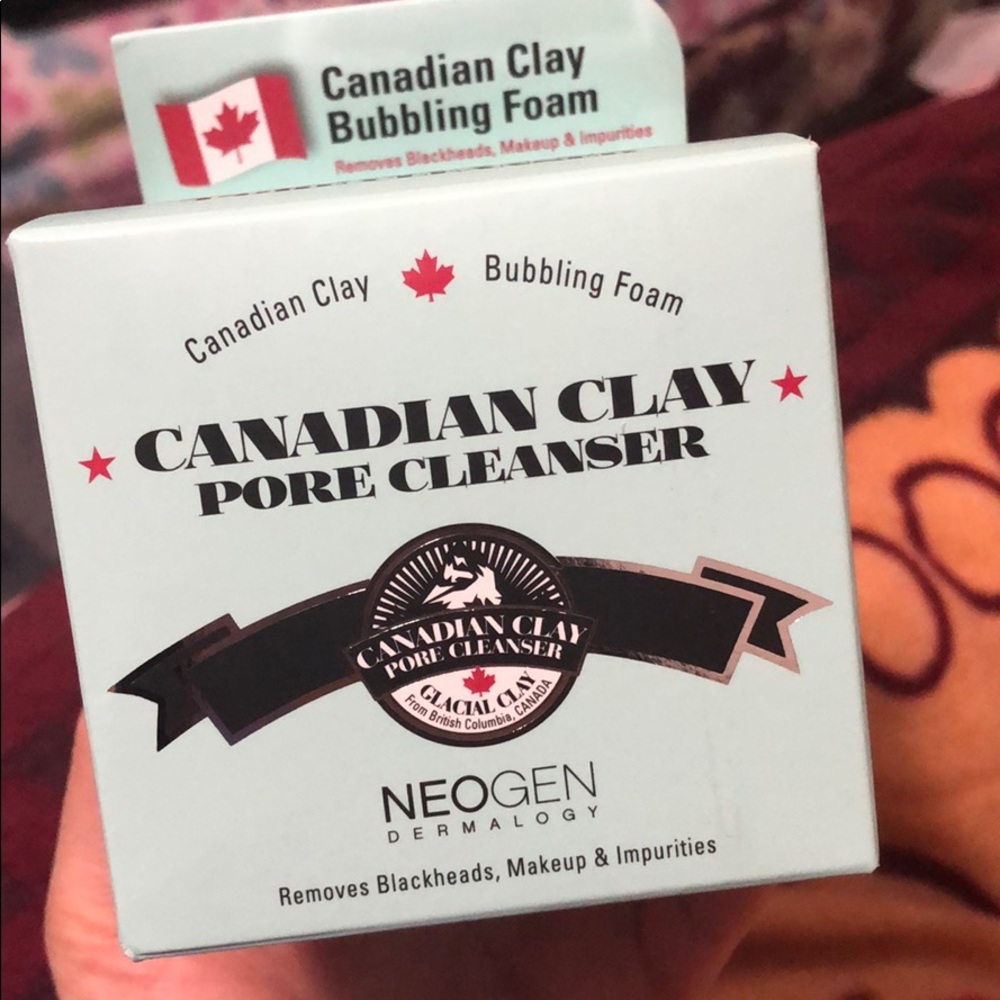 Canadian Clay
Bubbling Foam
Removes Blackheads, Makeup & Impurities
Canadian Clay Bubbling Foam
CANADIAN CLAY
PORE CLEANSER
CANADIAN CLAY
PORE CLEANSER
GLACIAL CLAY
From British Columbia, CANADA
NEOGEN
DERMALOGY
Removes Blackheads, Makeup & Impurities